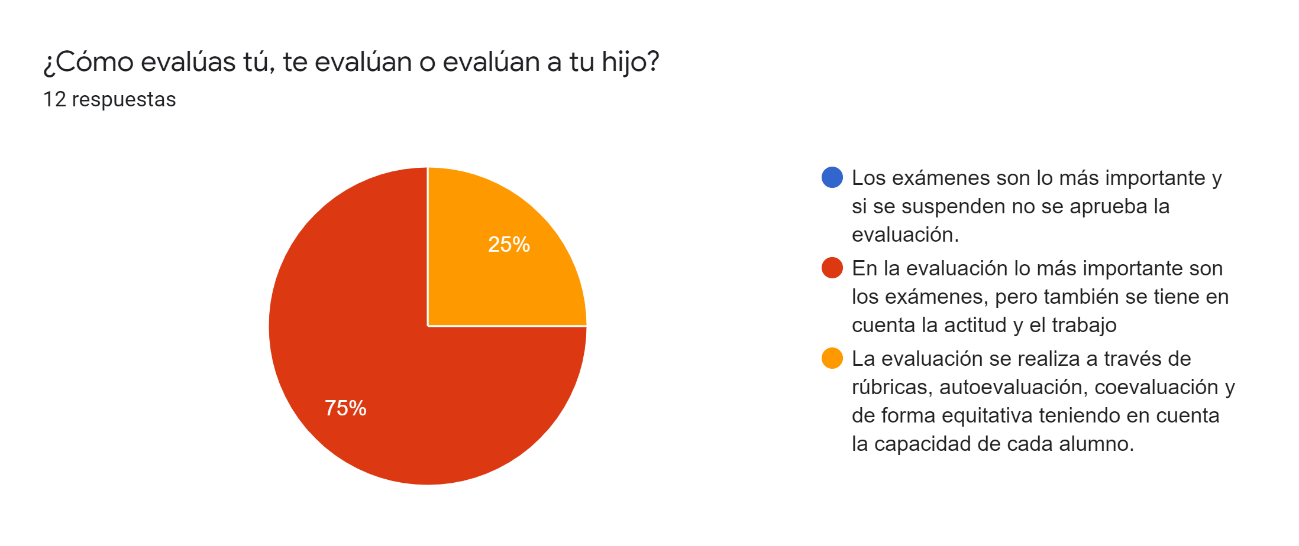 ¿Cómo evalúas tú, te evalúan o evalúan a tu hijo?
12 respuestas
25%
75%
Los exámenes son lo más importante y
si se suspenden no se aprueba la
evaluación.
En la evaluación lo más importante son
los exámenes, pero también se tiene en
cuenta la actitud y el trabajo
La evaluación se realiza a través de
rúbricas, autoevaluación, coevaluación y
de forma equitativa teniendo en cuenta
la capacidad de cada alumno.